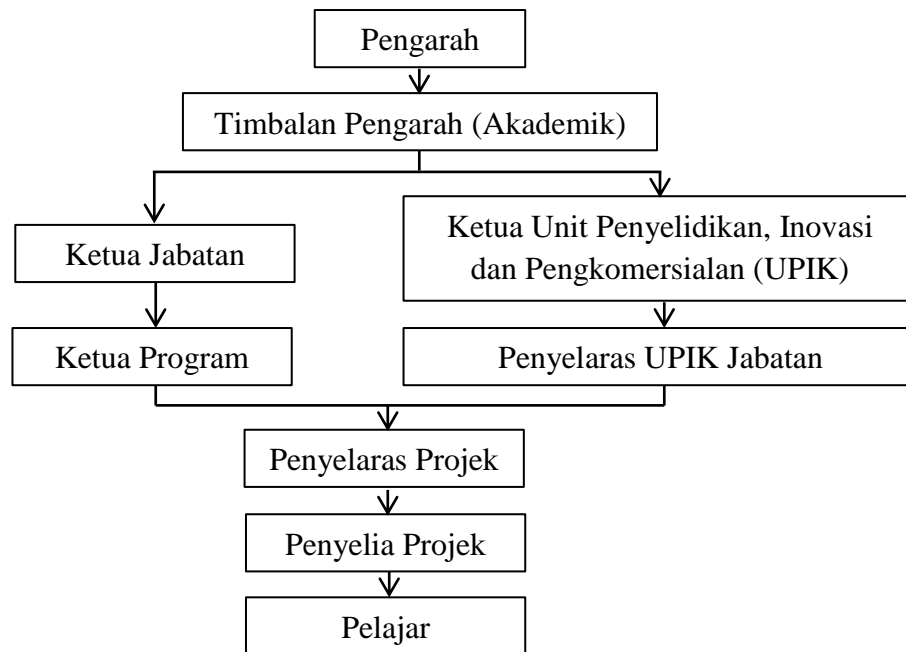 Pengarah
Timbalan Pengarah (Akademik)
Ketua Jabatan
Ketua Unit Penyelidikan, Inovasi
dan Pengkomersialan (UPIK)
Ketua Program
Penyelaras UPIK Jabatan
Penyelaras Projek
Penyelia Projek
Pelajar